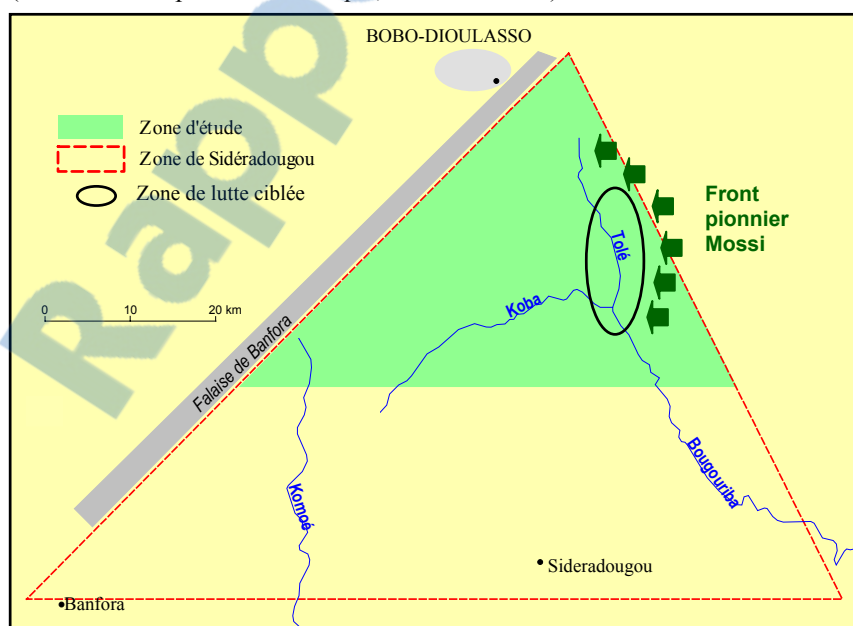 BOBO-DIOULASSO
Zone d'étude
Zone de Sidéradougou
Zone de lutte ciblée
Front
pionnier
Mossi
Tolé
Koba
0 10 20 km
Falaise de Banfora
Komoé
Bougouriba
Sideradougou
Banfora
Rapp